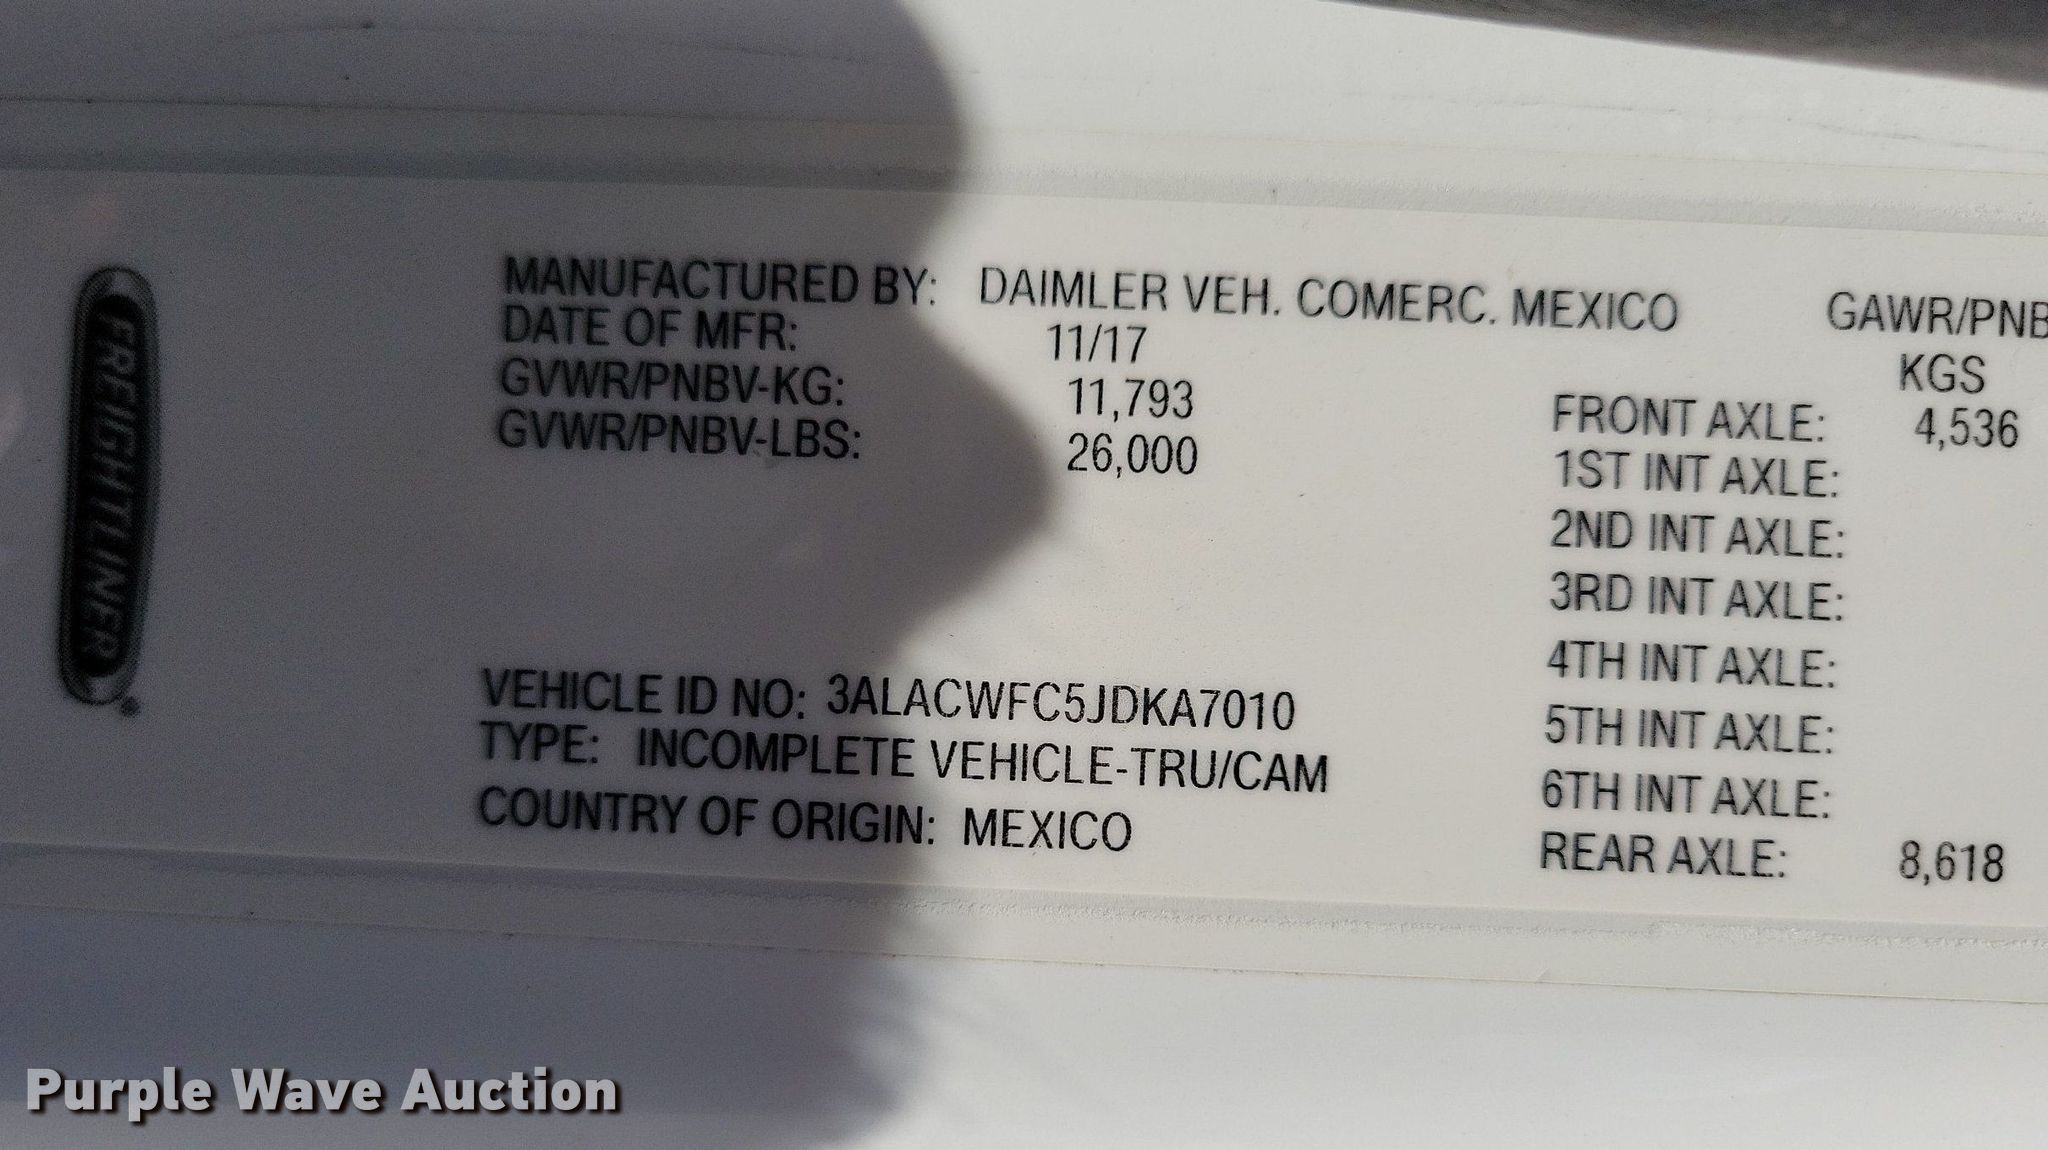 FREIGHTLINER
MANUFACTURED BY: DAIMLER VEH. COMERC. MEXICO
DATE OF MFR: 11/17
GVWR/PNBV-KG: 11,793
GVWR/PNBV-LBS: 26,000
VEHICLE ID NO: 3ALACWFC5JDKA7010
TYPE: INCOMPLETE VEHICLE-TRU/CAM
COUNTRY OF ORIGIN: MEXICO
GAWR/PNB
KGS
FRONT AXLE: 4,536
1ST INT AXLE:
2ND INT AXLE:
3RD INT AXLE:
4TH INT AXLE:
5TH INT AXLE:
6TH INT AXLE:
REAR AXLE: 8,618
Purple Wave Auction